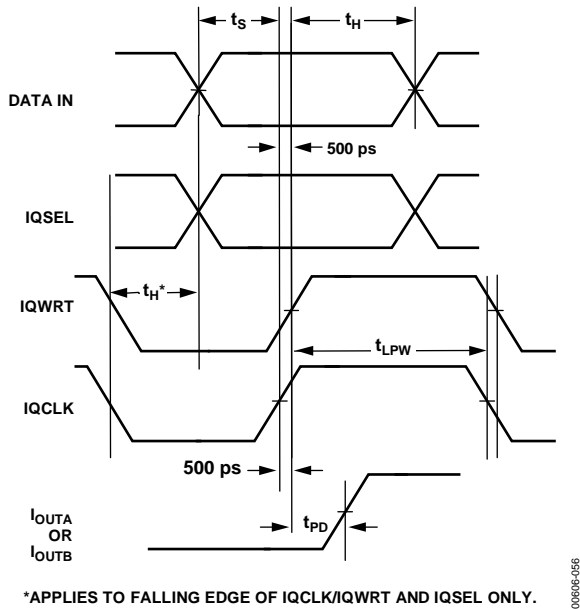 tS
tH
DATA IN
500 ps
IQSEL
tH*
IQWRT
tLPW
IQCLK
500 ps
IOUTA
OR
IOUTB
tPD
*APPLIES TO FALLING EDGE OF IQCLK/IQWRT AND IQSEL ONLY.
00606-056